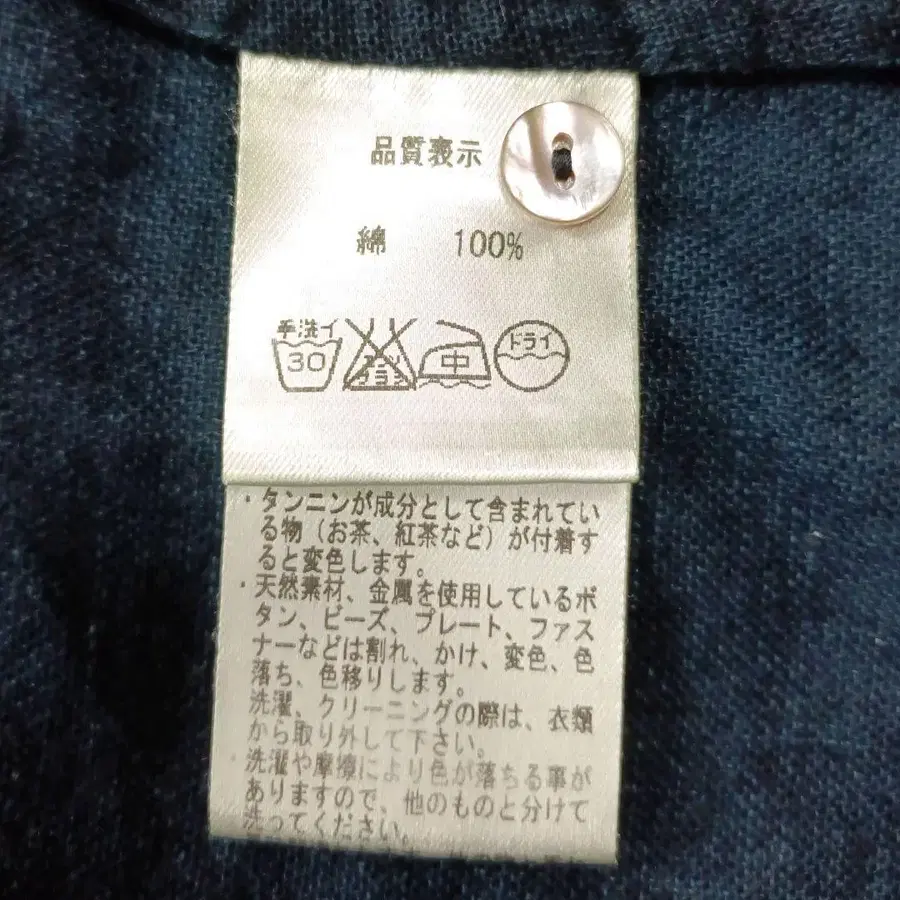 品質表示
綿 100%
手洗イ
30
エンソ
サラシ
中
ドライ
・タンニンが成分として含まれてい
る物（お茶、紅茶など）が付着す
ると変色します。
・天然素材、金属を使用しているボ
タン、ビーズ、プレート、ファス
ナーなどは割れ、かけ、変色、色
落ち、色移りします。
洗濯、クリーニングの際は、衣類
から取り外して下さい。
・洗濯や摩擦により色が落ちる事が
ありますので、他のものと分けて
洗ってください。